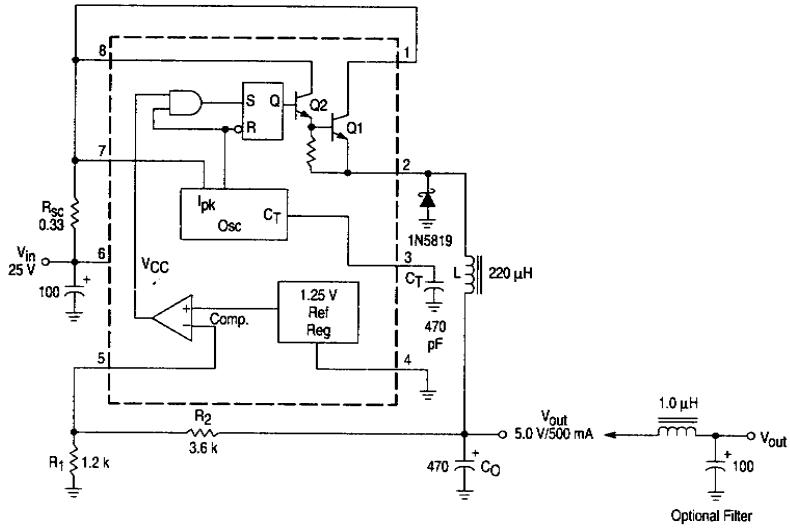 8
1
S
Q
Q2
R
Q1
7
2
Ipk
CT
Osc
RSC
0.33
1N5819
Vin
25 V
6
3
VCC
L
220 µH
CT
100
+
+
Comp.
−
1.25 V
Ref
Reg
470
pF
5
4
R2
3.6 k
Vout
5.0 V/500 mA
1.0 µH
Vout
R1
1.2 k
470
+
CO
+
100
Optional Filter